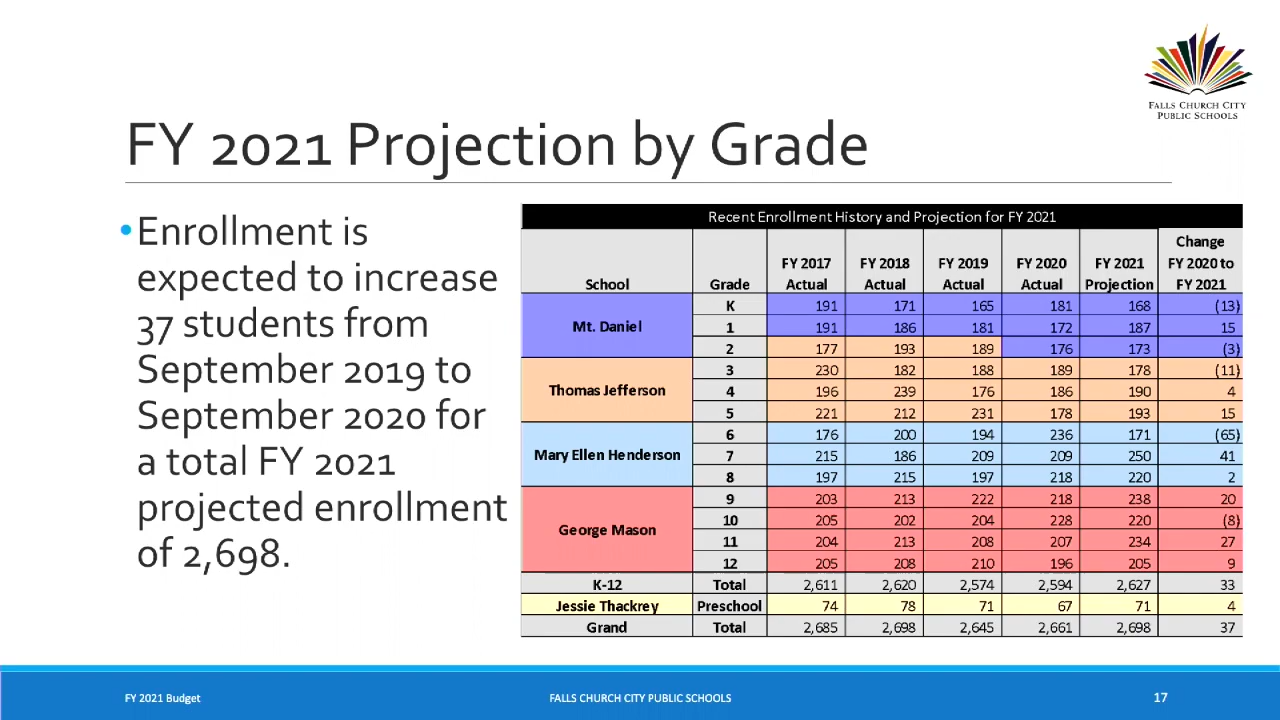 FALLS CHURCH CITY
PUBLIC SCHOOLS
FY 2021 Projection by Grade
•Enrollment is
expected to increase
37 students from
September 2019 to
September 2020 for
a total FY 2021
projected enrollment
of 2,698.
Recent Enrollment History and Projection for FY 2021
School Grade FY 2017 Actual FY 2018 Actual FY 2019 Actual FY 2020 Actual FY 2021 Projection Change FY 2020 to FY 2021
Mt. Daniel
K 191 171 165 181 168 (13)
1 191 186 181 172 187 15
2 177 193 189 176 173 (3)
Thomas Jefferson
3 230 182 188 189 178 (11)
4 196 239 176 186 190 4
5 221 212 231 178 193 15
Mary Ellen Henderson
6 176 200 194 236 171 (65)
7 215 186 209 209 250 41
8 197 215 197 218 220 2
George Mason
9 203 213 222 218 238 20
10 205 202 204 228 220 (8)
11 204 213 208 207 234 27
12 205 208 210 196 205 9
K-12 Total 2,611 2,620 2,574 2,594 2,627 33
Jessie Thackrey Preschool 74 78 71 67 71 4
Grand Total 2,685 2,698 2,645 2,661 2,698 37
FY 2021 Budget
FALLS CHURCH CITY PUBLIC SCHOOLS
17